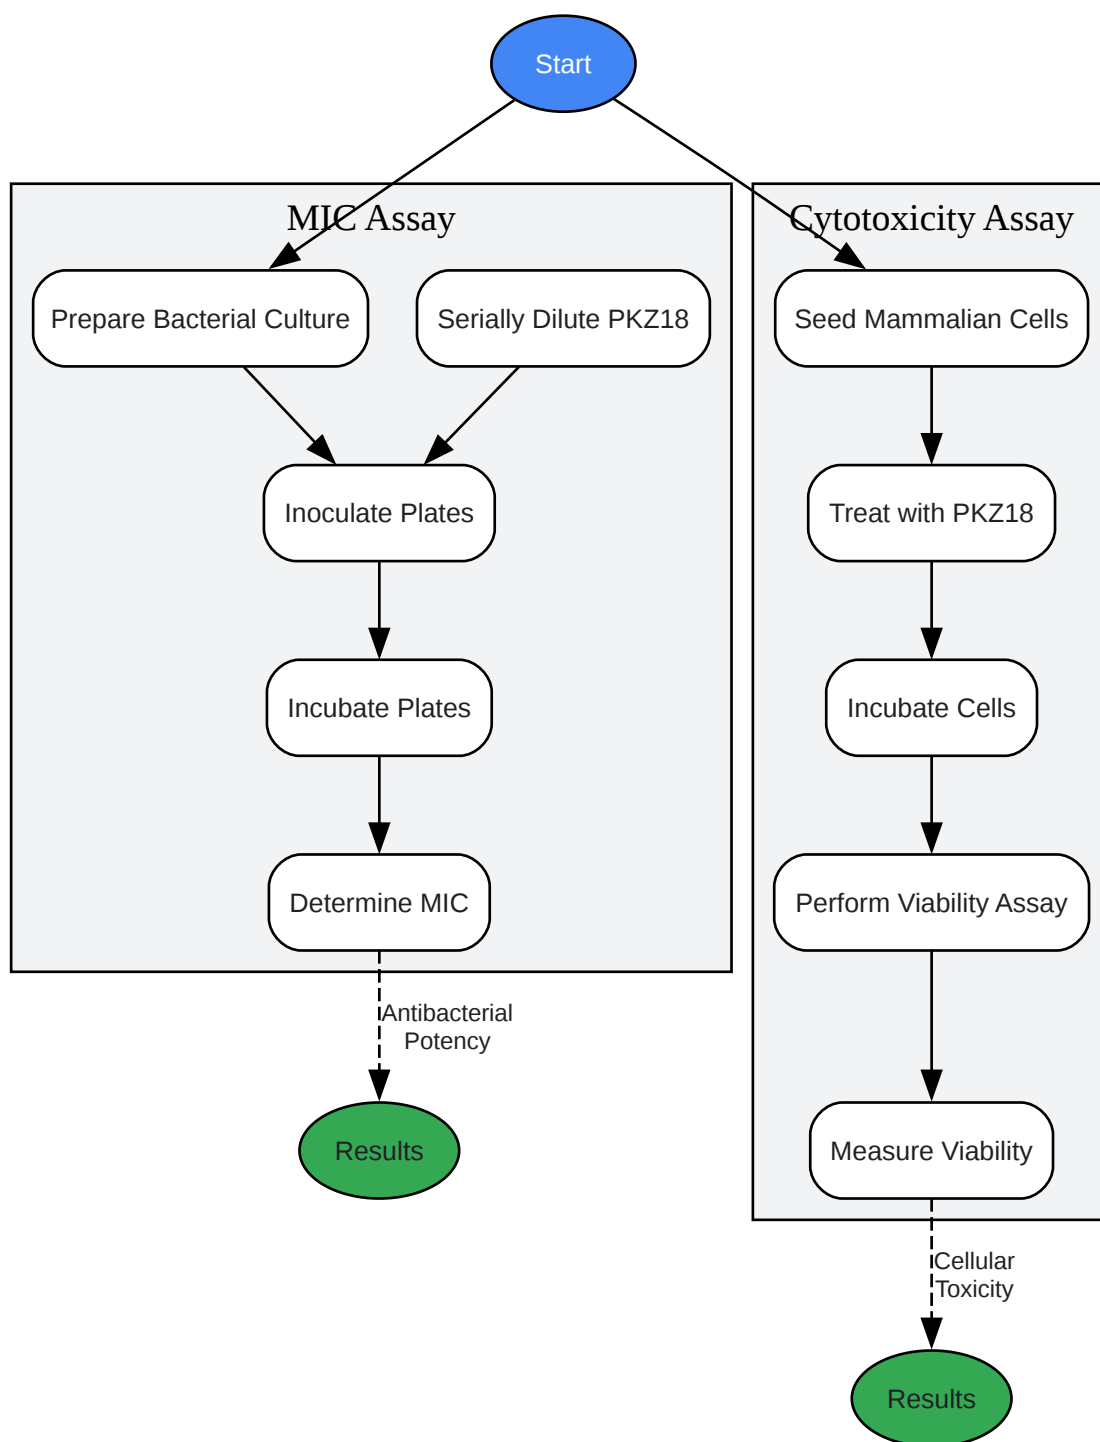 Start
MIC Assay
Prepare Bacterial Culture
Serially Dilute PKZ18
Inoculate Plates
Incubate Plates
Determine MIC
Antibacterial
Potency
Results
Cytotoxicity Assay
Seed Mammalian Cells
Treat with PKZ18
Incubate Cells
Perform Viability Assay
Measure Viability
Cellular
Toxicity
Results